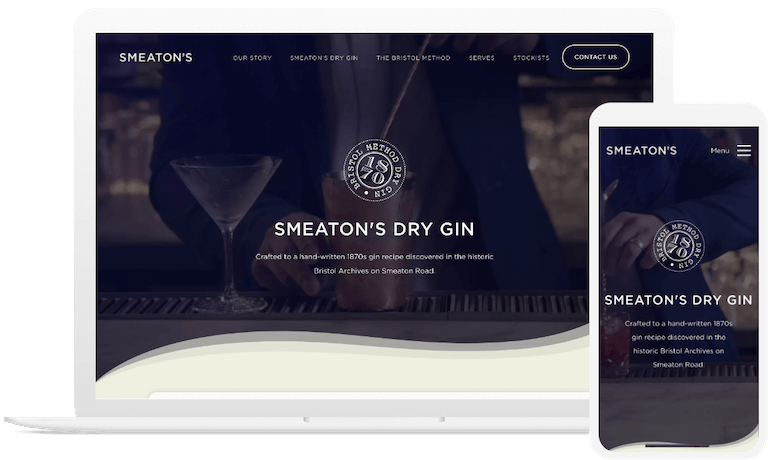 SMEATON'S
OUR STORY SMEATON'S DRY GIN THE BRISTOL METHOD SERVES STOCKISTS CONTACT US
BRISTOL METHOD DRY GIN
1870
SMEATON'S DRY GIN
Crafted to a hand-written 1870s gin recipe discovered in the historic
Bristol Archives on Smeaton Road.
SMEATON'S
Menu
BRISTOL METHOD DRY GIN
1870
SMEATON'S DRY GIN
Crafted to a hand-written 1870s
gin recipe discovered in the
historic Bristol Archives on
Smeaton Road.